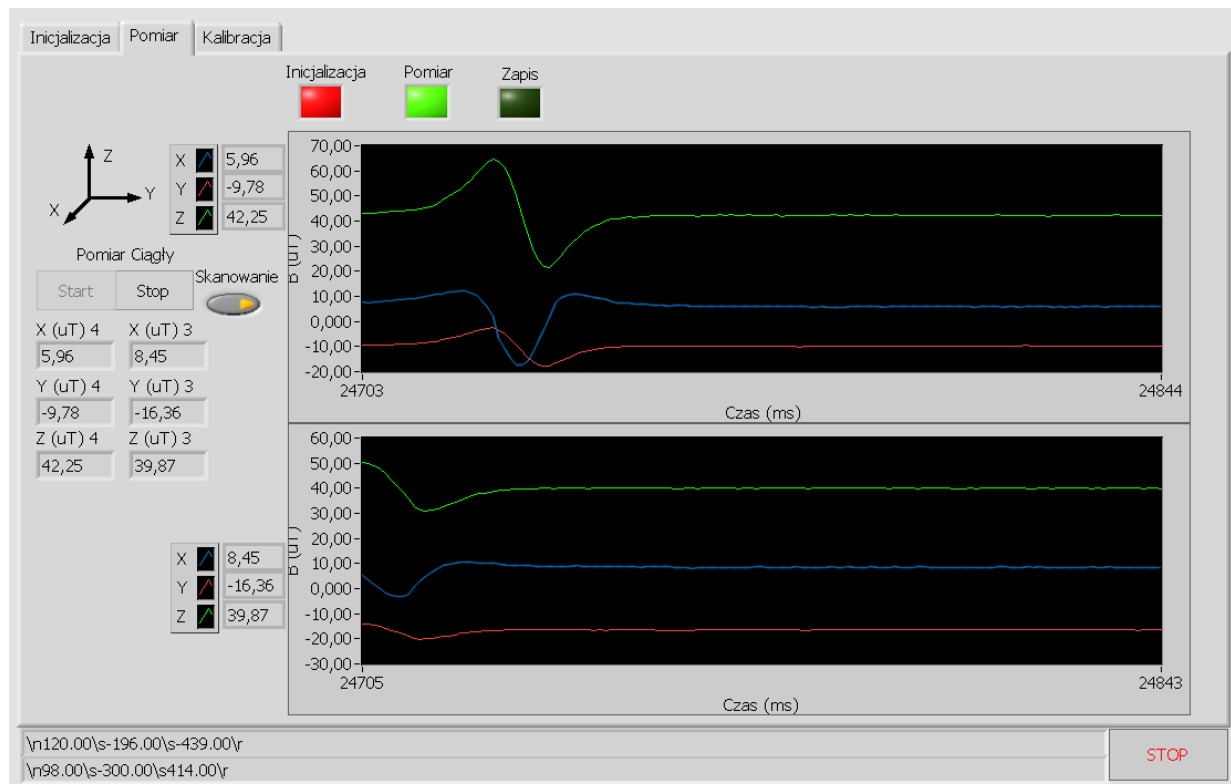 Inicjalizacja Pomiar Kalibracja
Inicjalizacja Pomiar Zapis
Z
Y
X
X 5,96
Y -9,78
Z 42,25
Pomiar Ciągły
Start Stop
Skanowanie
X (uT) 4 X (uT) 3
5,96 8,45
Y (uT) 4 Y (uT) 3
-9,78 -16,36
Z (uT) 4 Z (uT) 3
42,25 39,87
70,00
60,00
50,00
40,00
30,00
20,00
10,00
0,000
-10,00
-20,00
B (uT)
24703 24844
Czas (ms)
X 8,45
Y -16,36
Z 39,87
60,00
50,00
40,00
30,00
20,00
10,00
0,000
-10,00
-20,00
-30,00
B (uT)
24705 24843
Czas (ms)
\n120.00\s-196.00\s-439.00\r
\n98.00\s-300.00\s414.00\r
STOP